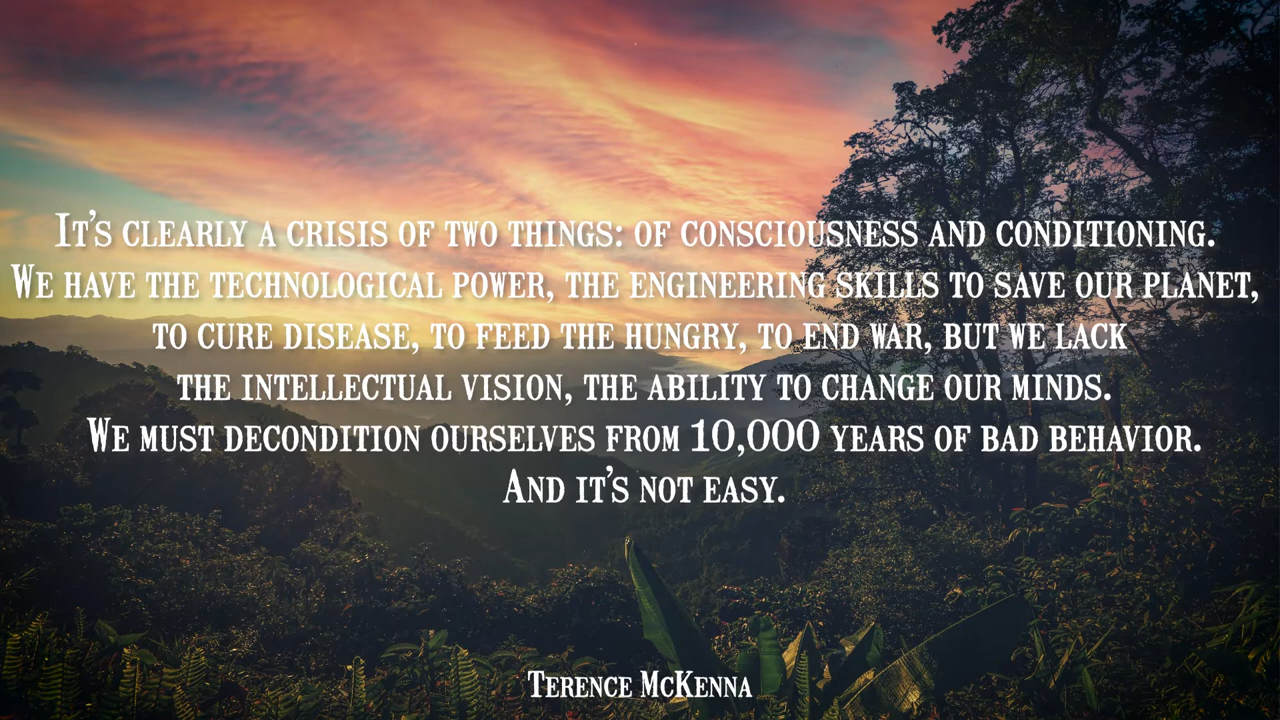 It's clearly a crisis of two things: of consciousness and conditioning.
We have the technological power, the engineering skills to save our planet,
to cure disease, to feed the hungry, to end war, but we lack
the intellectual vision, the ability to change our minds.
We must decondition ourselves from 10,000 years of bad behavior.
And it's not easy.
Terence McKenna